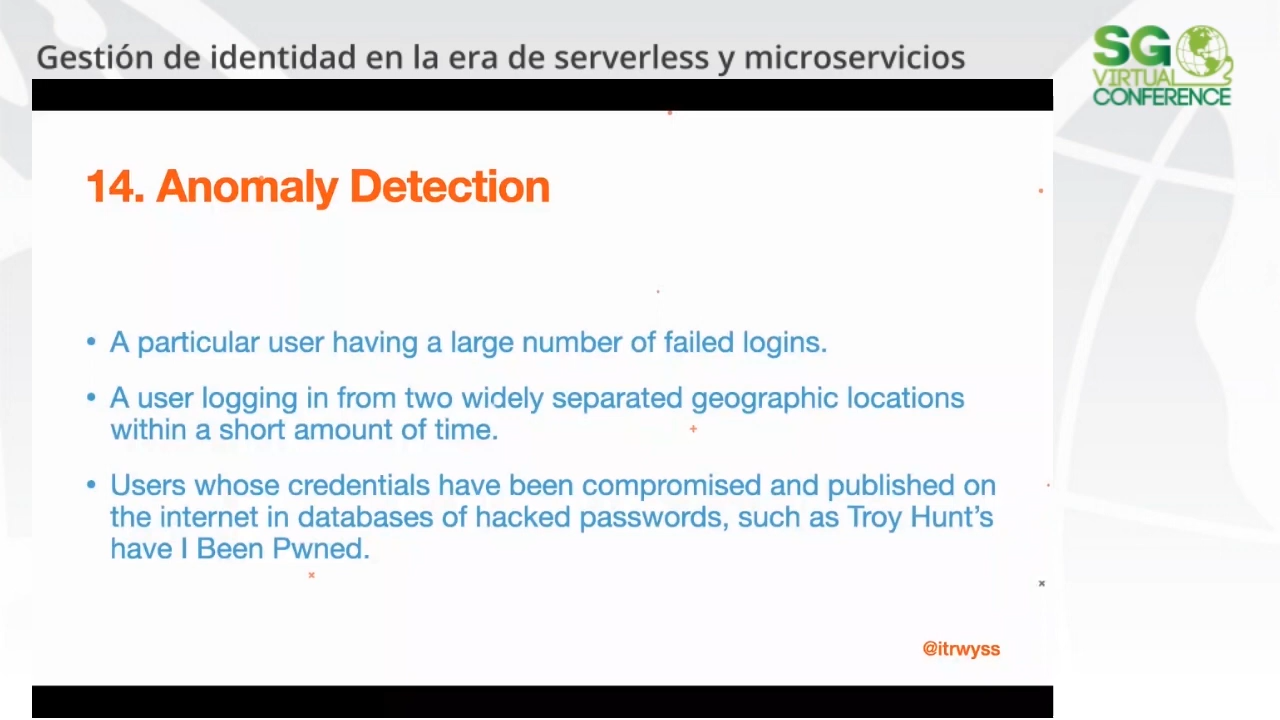 Gestión de identidad en la era de serverless y microservicios
SG
VIRTUAL
CONFERENCE
14. Anomaly Detection
• A particular user having a large number of failed logins.
• A user logging in from two widely separated geographic locations
within a short amount of time.
• Users whose credentials have been compromised and published on
the internet in databases of hacked passwords, such as Troy Hunt’s
have I Been Pwned.
@itrwyss